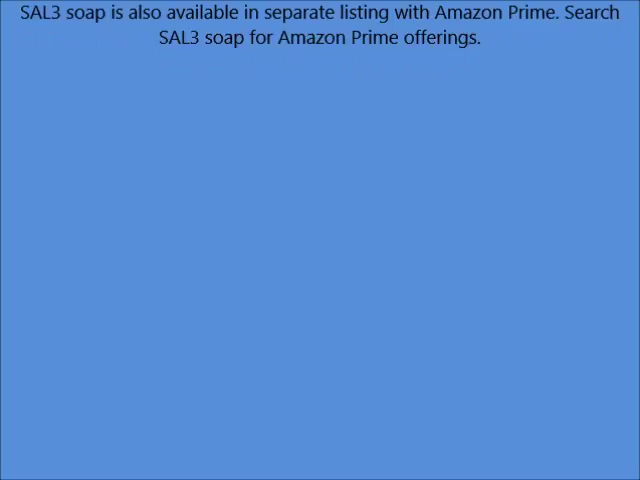 SAL3 soap is also available in separate listing with Amazon Prime. Search
SAL3 soap for Amazon Prime offerings.